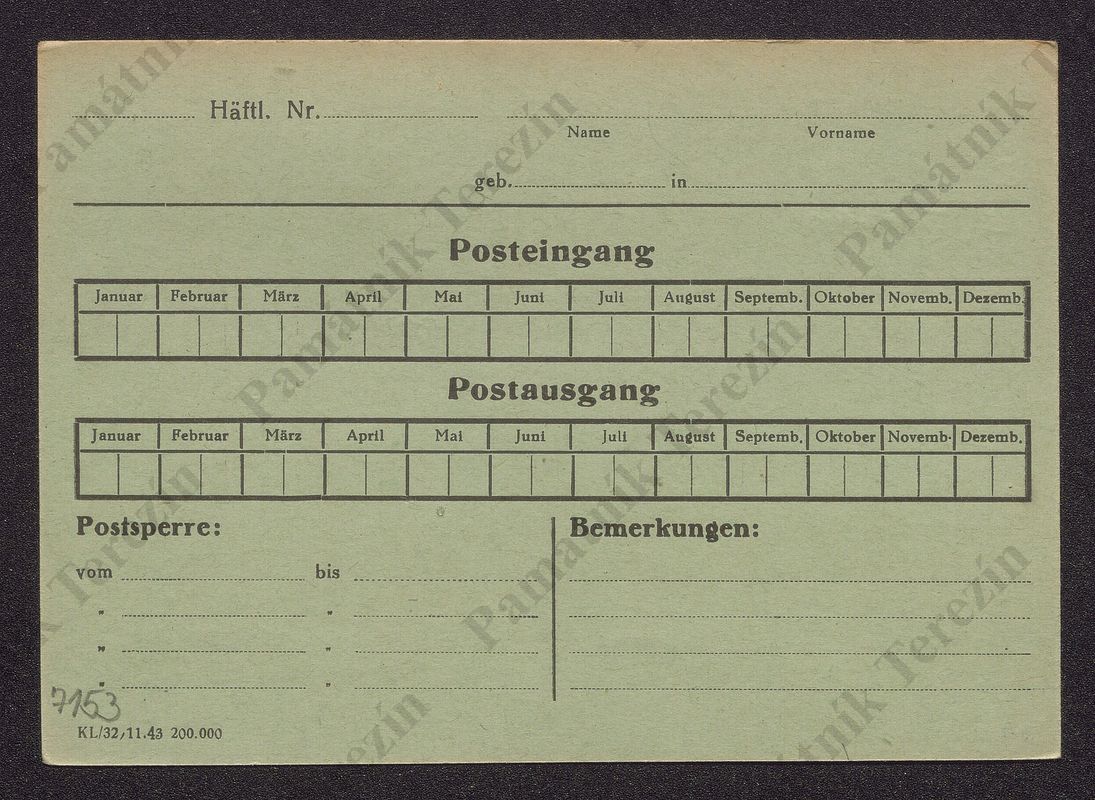 Häftl. Nr.
Name Vorname
geb. in
Posteingang
Januar Februar März April Mai Juni Juli August Septemb. Oktober Novemb. Dezemb.
Postausgang
Januar Februar März April Mai Juni Juli August Septemb. Oktober Novemb. Dezemb.
Postsperre: Bemerkungen:
vom bis
" "
" "
" "
7153
KL/32, 11.43 200.000
Památník Terezín